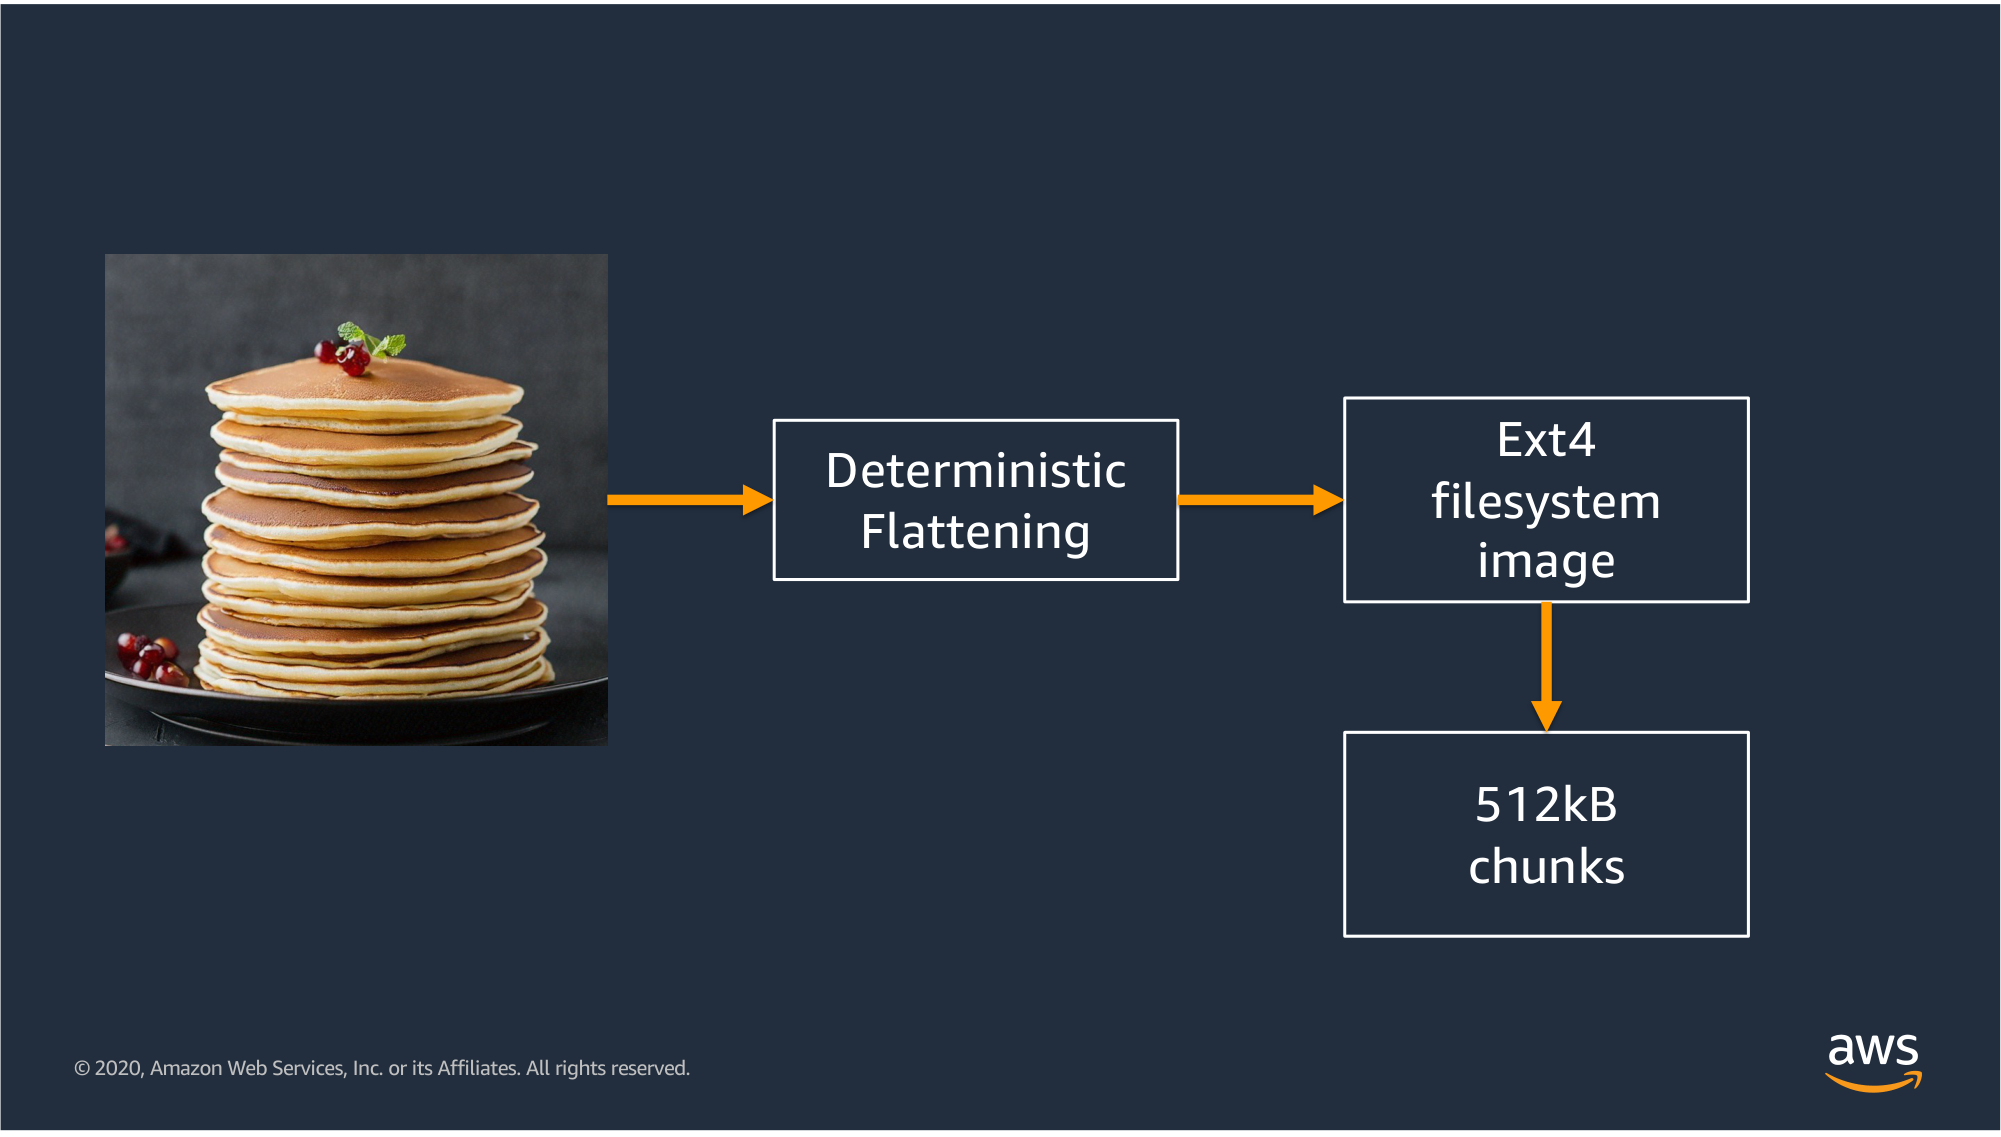 Deterministic
Flattening
Ext4
filesystem
image
512kB
chunks
© 2020, Amazon Web Services, Inc. or its Affiliates. All rights reserved.
aws